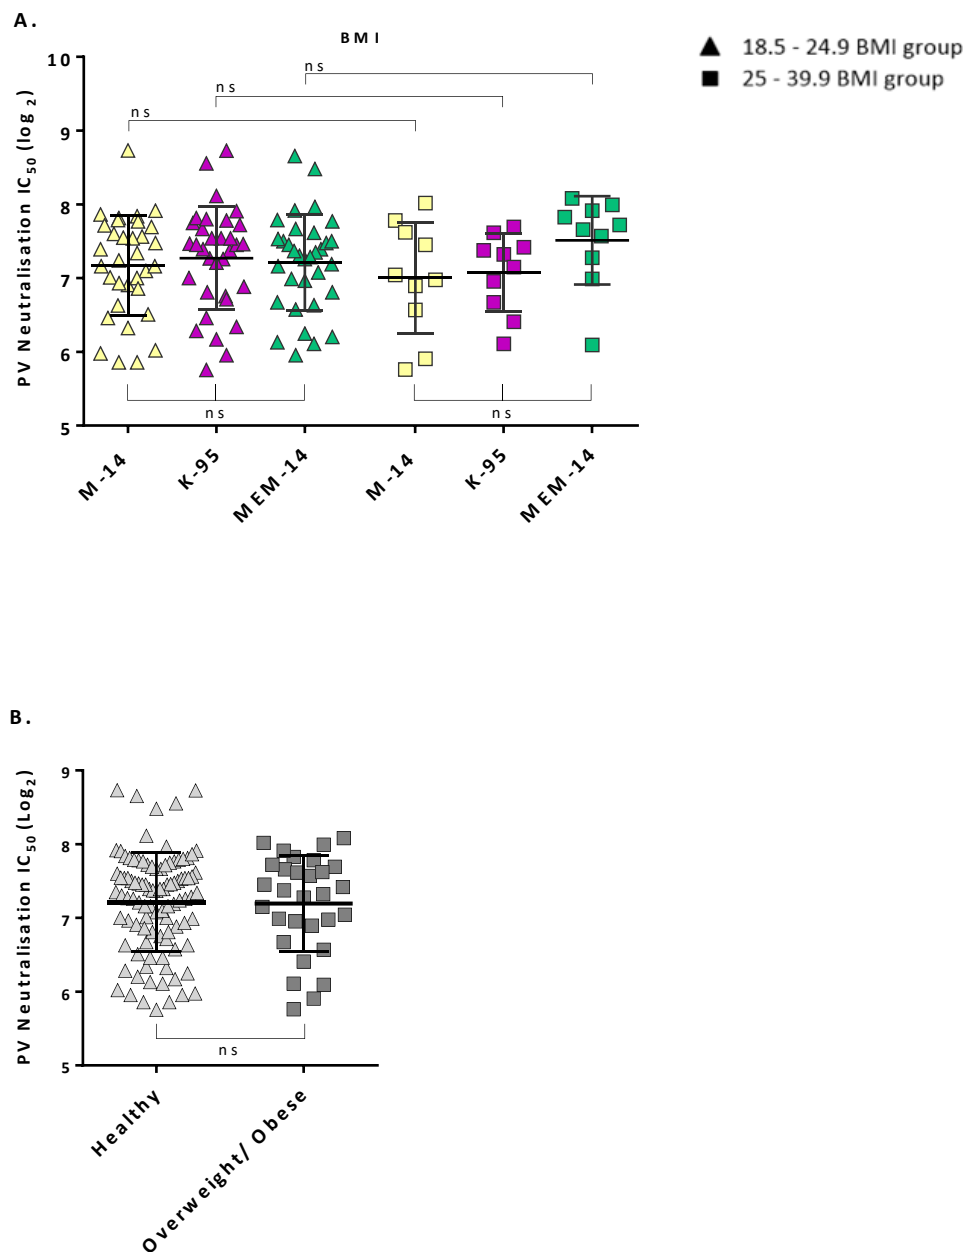 A.
BMI
18.5 - 24.9 BMI group
25 - 39.9 BMI group
PV Neutralisation IC50 (log 2)
10
9
8
7
6
5
ns
ns
ns
ns
ns
M-14
K-95
MEM-14
M-14
K-95
MEM-14
B.
PV Neutralisation IC50 (Log2)
9
8
7
6
5
ns
Healthy
Overweight/ Obese